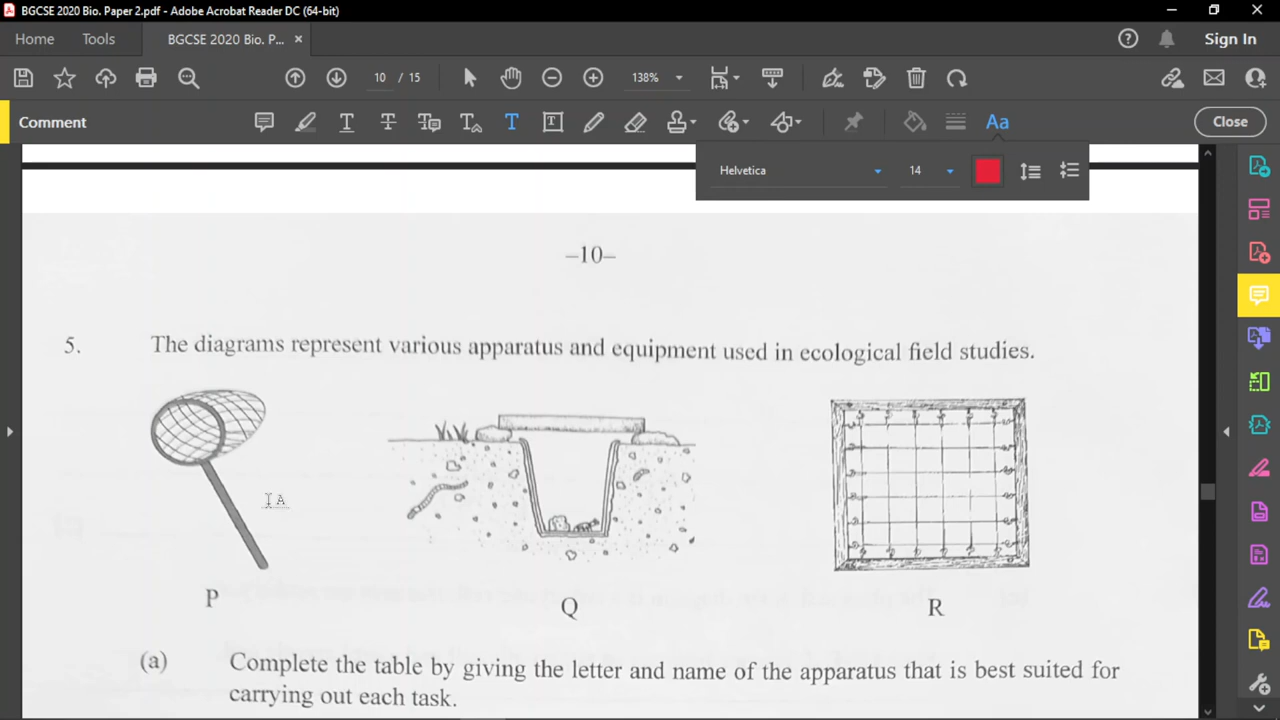 BGCSE 2020 Bio. Paper 2.pdf - Adobe Acrobat Reader DC (64-bit)
Home Tools BGCSE 2020 Bio. P... × Sign In
10 / 15 138%
Comment Aa Close
Helvetica 14
–10–
5. The diagrams represent various apparatus and equipment used in ecological field studies.
P
Q
R
(a) Complete the table by giving the letter and name of the apparatus that is best suited for
carrying out each task.